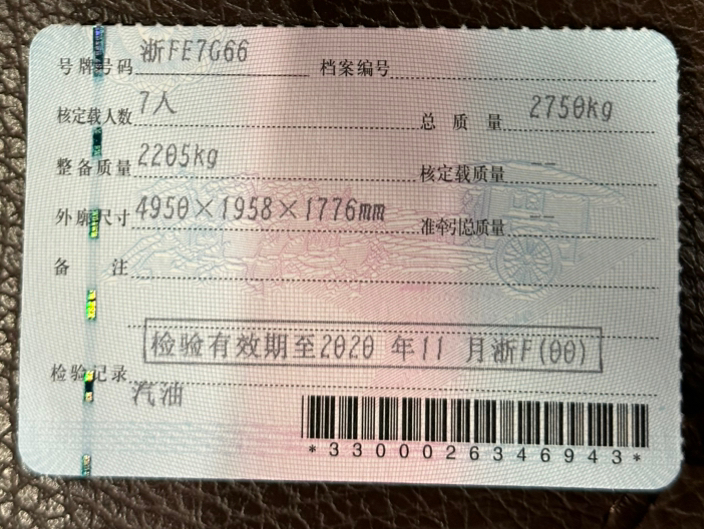 号牌号码 浙FE7G66 档案编号
核定载人数 7人 总质量 2750kg
整备质量 2205kg 核定载质量 --
外廓尺寸 4950×1958×1776mm 准牵引总质量 --
备注
检验有效期至2020 年11 月浙F(00)
检验记录
汽油
*3300026346943*